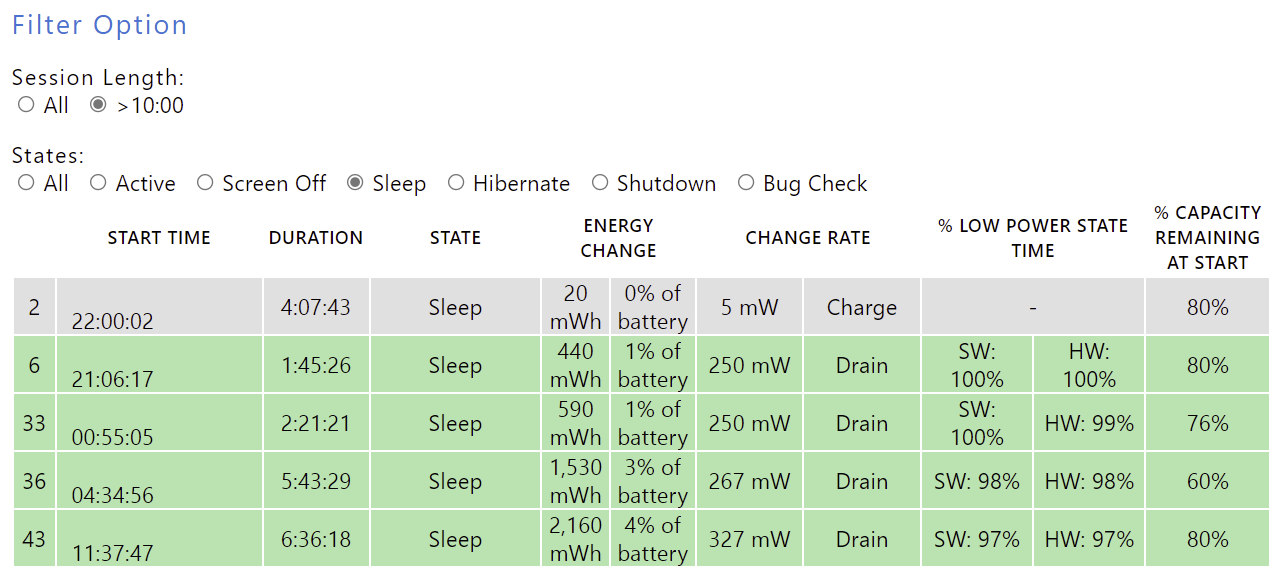 Filter Option
Session Length:
All >10:00
States:
All Active Screen Off Sleep Hibernate Shutdown Bug Check
START TIME DURATION STATE ENERGY CHANGE CHANGE RATE % LOW POWER STATE TIME % CAPACITY REMAINING AT START
2 22:00:02 4:07:43 Sleep 20 mWh 0% of battery 5 mW Charge - 80%
6 21:06:17 1:45:26 Sleep 440 mWh 1% of battery 250 mW Drain SW: 100% HW: 100% 80%
33 00:55:05 2:21:21 Sleep 590 mWh 1% of battery 250 mW Drain SW: 100% HW: 99% 76%
36 04:34:56 5:43:29 Sleep 1,530 mWh 3% of battery 267 mW Drain SW: 98% HW: 98% 60%
43 11:37:47 6:36:18 Sleep 2,160 mWh 4% of battery 327 mW Drain SW: 97% HW: 97% 80%